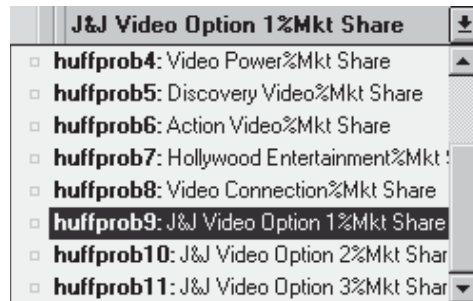 J&J Video Option 1%Mkt Share
huffprob4: Video Power%Mkt Share
huffprob5: Discovery Video%Mkt Share
huffprob6: Action Video%Mkt Share
huffprob7: Hollywood Entertainment%Mkt
huffprob8: Video Connection%Mkt Share
huffprob9: J&J Video Option 1%Mkt Share
huffprob10: J&J Video Option 2%Mkt Shar
huffprob11: J&J Video Option 3%Mkt Shar